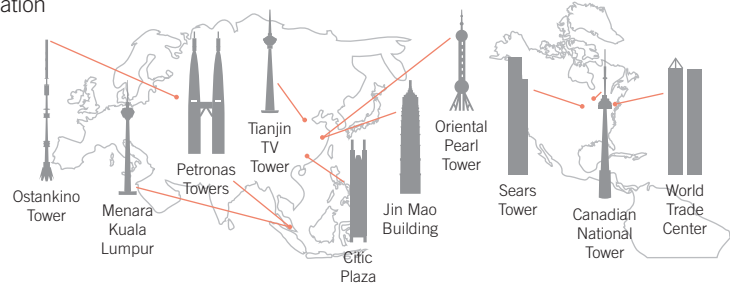 ation
Ostankino
Tower
Menara
Kuala
Lumpur
Petronas
Towers
Tianjin
TV
Tower
Citic
Plaza
Jin Mao
Building
Oriental
Pearl
Tower
Sears
Tower
Canadian
National
Tower
World
Trade
Center